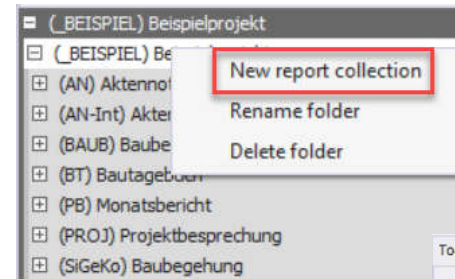 (_BEISPIEL) Beispielprojekt
(_BEISPIEL) Be
New report collection
(AN) Aktennot
Rename folder
(AN-Int) Akter
(BAUB) Baube
Delete folder
(BT) Bautagebuch
(PB) Monatsbericht
(PROJ) Projektbesprechung
To
(SiGeKo) Baubegehung